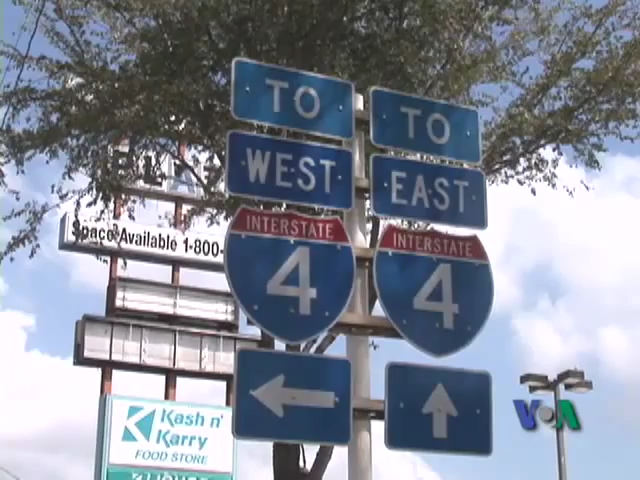 TO
WEST
INTERSTATE
4
TO
EAST
INTERSTATE
4
Space Available 1-800-
Kash n'
Karry
FOOD STORE
VOA